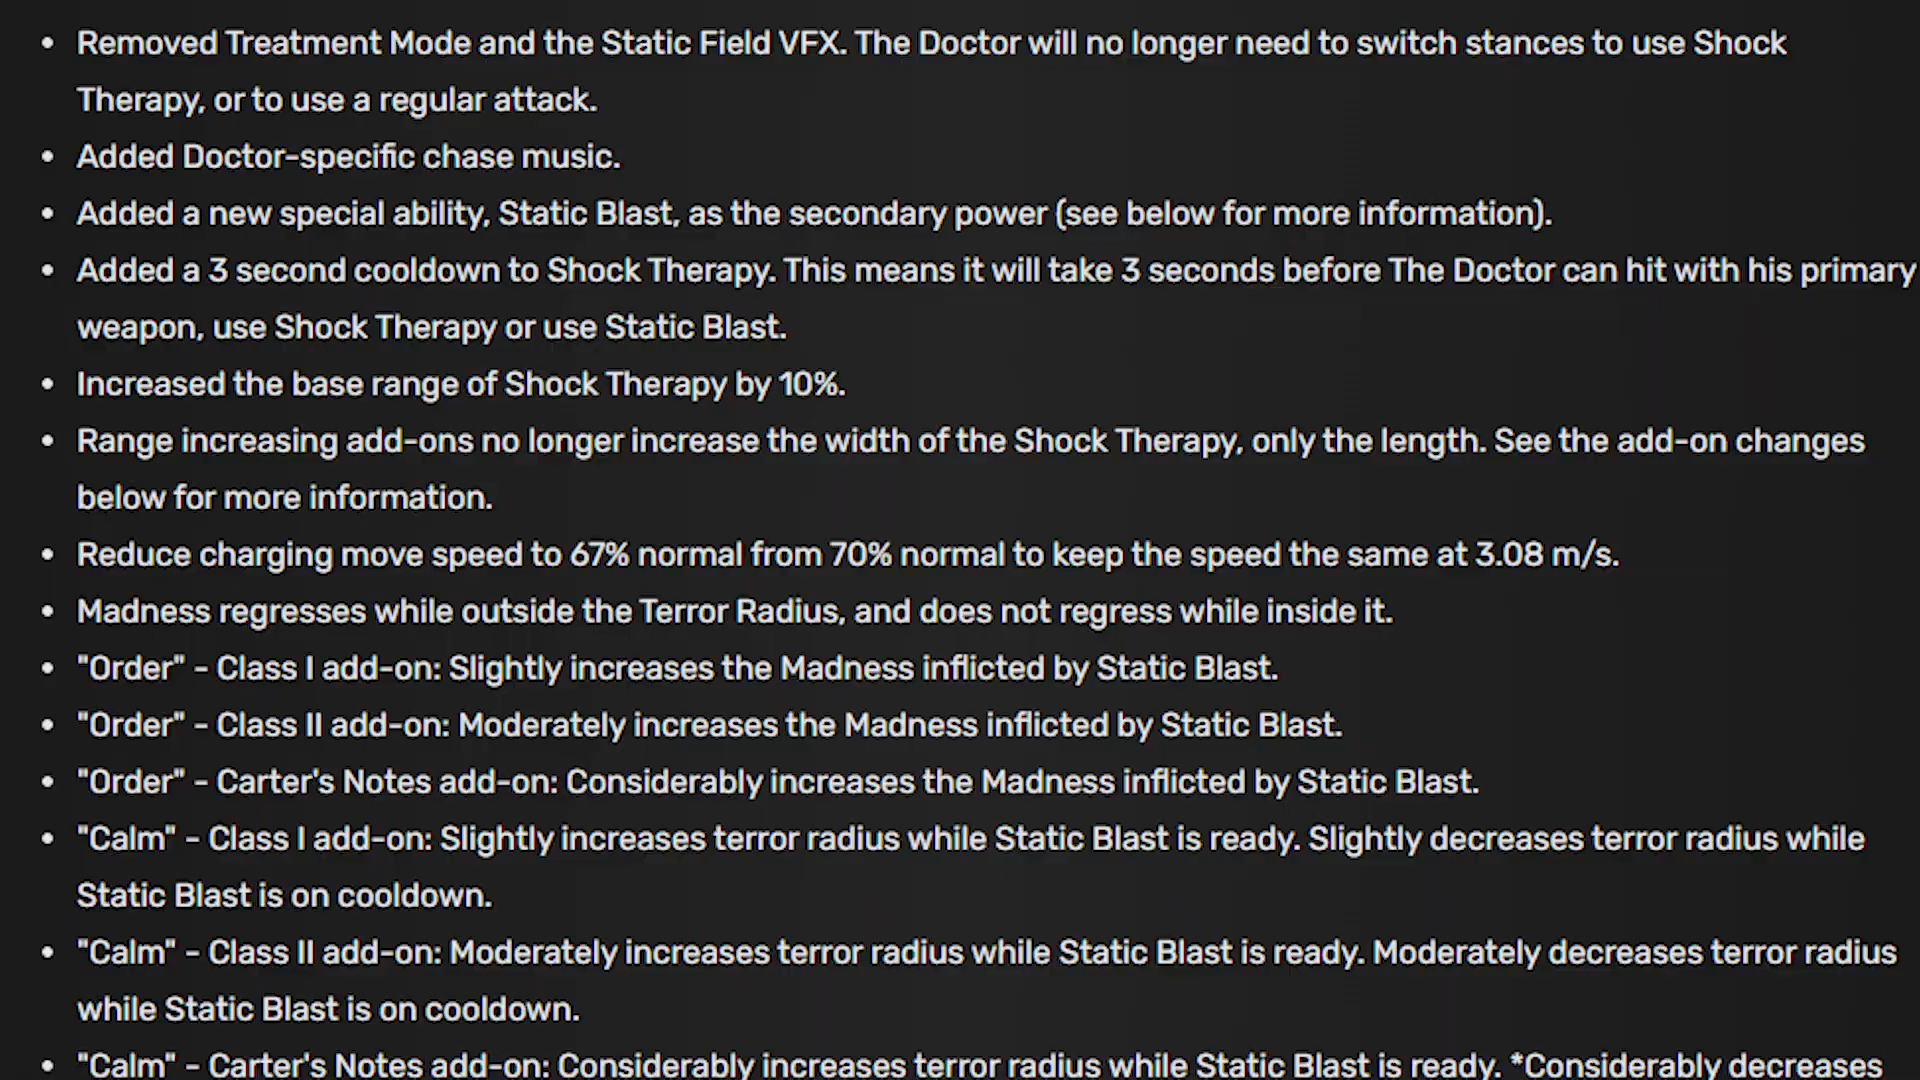 • Removed Treatment Mode and the Static Field VFX. The Doctor will no longer need to switch stances to use Shock
Therapy, or to use a regular attack.
• Added Doctor-specific chase music.
• Added a new special ability, Static Blast, as the secondary power (see below for more information).
• Added a 3 second cooldown to Shock Therapy. This means it will take 3 seconds before The Doctor can hit with his primary
weapon, use Shock Therapy or use Static Blast.
• Increased the base range of Shock Therapy by 10%.
• Range increasing add-ons no longer increase the width of the Shock Therapy, only the length. See the add-on changes
below for more information.
• Reduce charging move speed to 67% normal from 70% normal to keep the speed the same at 3.08 m/s.
• Madness regresses while outside the Terror Radius, and does not regress while inside it.
• "Order" - Class I add-on: Slightly increases the Madness inflicted by Static Blast.
• "Order" - Class II add-on: Moderately increases the Madness inflicted by Static Blast.
• "Order" - Carter's Notes add-on: Considerably increases the Madness inflicted by Static Blast.
• "Calm" - Class I add-on: Slightly increases terror radius while Static Blast is ready. Slightly decreases terror radius while
Static Blast is on cooldown.
• "Calm" - Class II add-on: Moderately increases terror radius while Static Blast is ready. Moderately decreases terror radius
while Static Blast is on cooldown.
• "Calm" - Carter's Notes add-on: Considerably increases terror radius while Static Blast is ready. *Considerably decreases